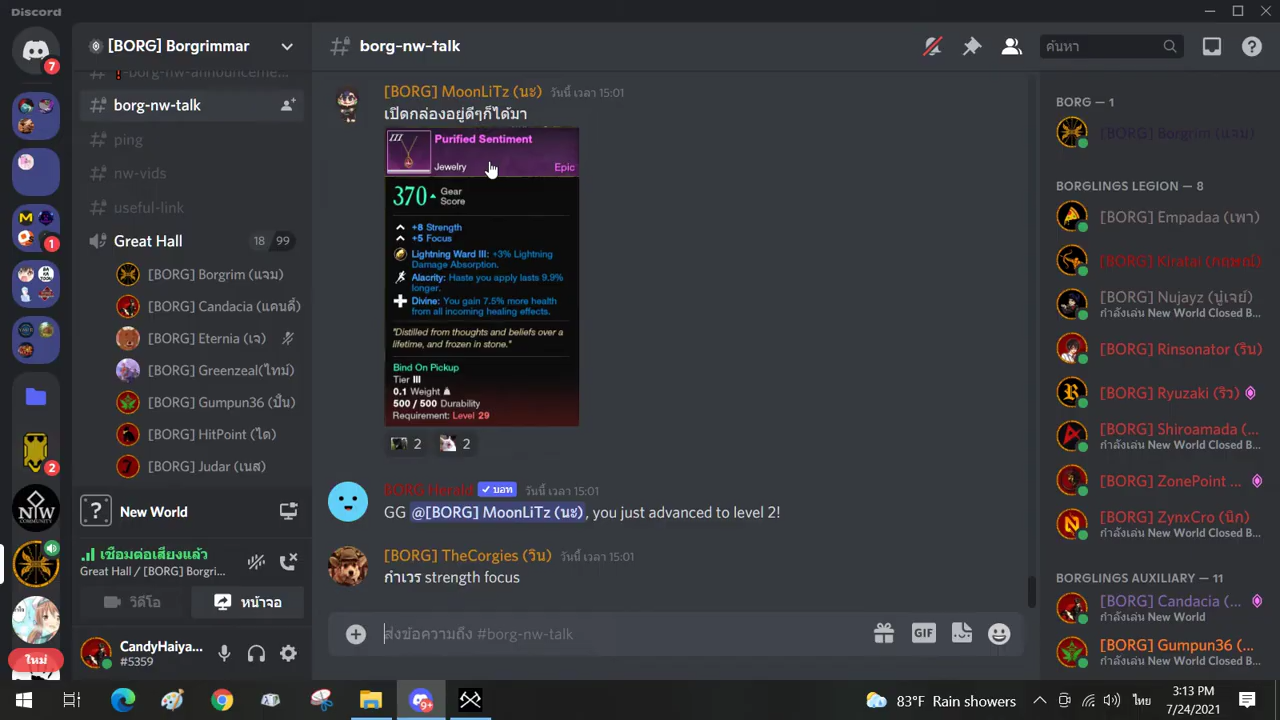 Discord
[BORG] Borgrimmar
borg-nw-talk
ค้นหา
7
1
2
ใหม่
-borg-nw-announceme...
borg-nw-talk
ping
nw-vids
useful-link
Great Hall
18 99
[BORG] Borgrim (แจม)
[BORG] Candacia (แคนดี้)
[BORG] Eternia (เจ)
[BORG] Greenzeal(ไทม์)
[BORG] Gumpun36 (ปั้น)
[BORG] HitPoint (ได)
[BORG] Judar (เนส)
New World
เชื่อมต่อเสียงแล้ว
Great Hall / [BORG] Borgri...
วิดีโอ
หน้าจอ
CandyHaiya...
#5359
[BORG] MoonLiTz (นะ) วันนี้ เวลา 15:01
เปิดกล่องอยู่ดีๆก็ได้มา
III
Purified Sentiment
Jewelry Epic
370 Gear
Score
+8 Strength
+5 Focus
Lightning Ward III: +3% Lightning
Damage Absorption.
Alacrity: Haste you apply lasts 9.9%
longer.
Divine: You gain 7.5% more health
from all incoming healing effects.
"Distilled from thoughts and beliefs over a
lifetime, and frozen in stone."
Bind On Pickup
Tier III
0.1 Weight
500 / 500 Durability
Requirement: Level 29
2 2
BORG Herald บอท วันนี้ เวลา 15:01
GG @[BORG] MoonLiTz (นะ), you just advanced to level 2!
[BORG] TheCorgies (วิน) วันนี้ เวลา 15:01
กำเวร strength focus
ส่งข้อความถึง #borg-nw-talk
GIF
BORG — 1
[BORG] Borgrim (แจม)
BORGLINGS LEGION — 8
[BORG] Empadaa (เพา)
[BORG] Kiratai
[BORG] Nujayz (นู๋เจย์)
กำลังเล่น New World Closed B...
[BORG] Rinsonator (ริน)
[BORG] Ryuzaki (ริว)
[BORG] Shiroamada (...
กำลังเล่น New World Closed B...
[BORG] ZonePoint ...
[BORG] ZynxCro (นิก)
กำลังเล่น New World Closed B...
BORGLINGS AUXILIARY — 11
[BORG] Candacia (...
กำลังเล่น New World
[BORG] Gumpun36 (...
กำลังเล่น New World Closed B...
9+
83°F Rain showers
ไทย
3:13 PM
7/24/2021